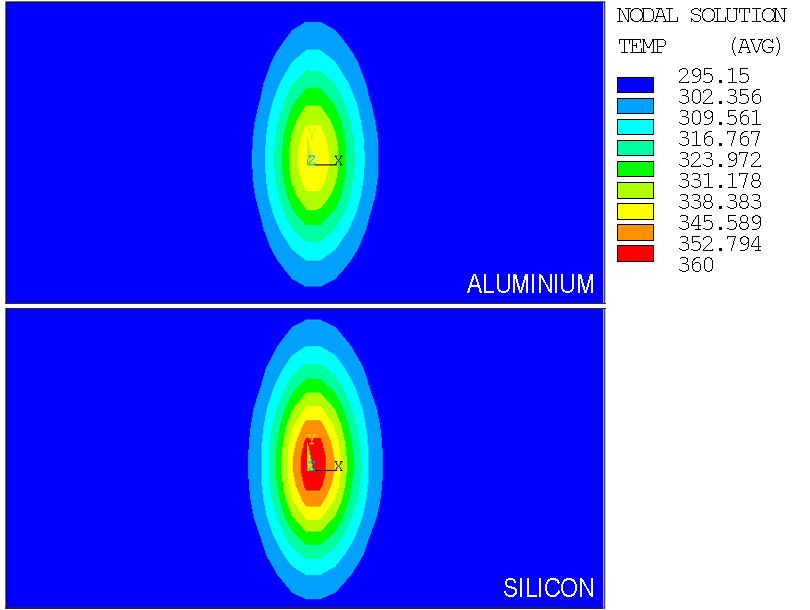 NODAL SOLUTION
TEMP (AVG)
295.15
302.356
309.561
316.767
323.972
331.178
338.383
345.589
352.794
360
Y
Z X
ALUMINIUM
Y
Z X
SILICON